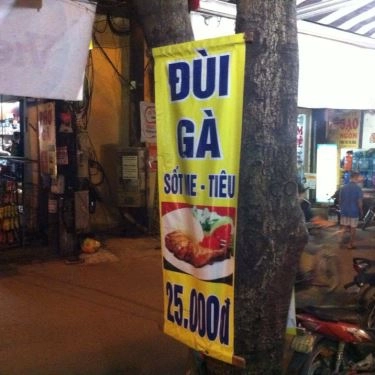 ĐÙI
GÀ
SỐT ME - TIÊU
25.000đ